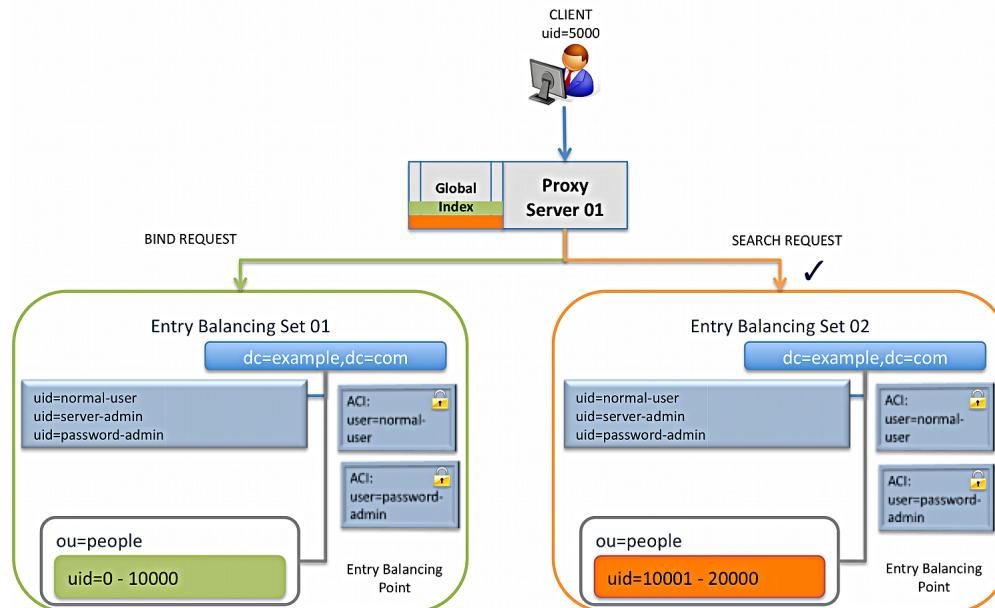 CLIENT
uid=5000
Global
Index
Proxy
Server 01
BIND REQUEST
SEARCH REQUEST
Entry Balancing Set 01
dc=example,dc=com
uid=normal-user
uid=server-admin
uid=password-admin
ACI:
user=normal-
user
ACI:
user=password-
admin
ou=people
uid=0 - 10000
Entry Balancing
Point
Entry Balancing Set 02
dc=example,dc=com
uid=normal-user
uid=server-admin
uid=password-admin
ACI:
user=normal-
user
ACI:
user=password-
admin
ou=people
uid=10001 - 20000
Entry Balancing
Point